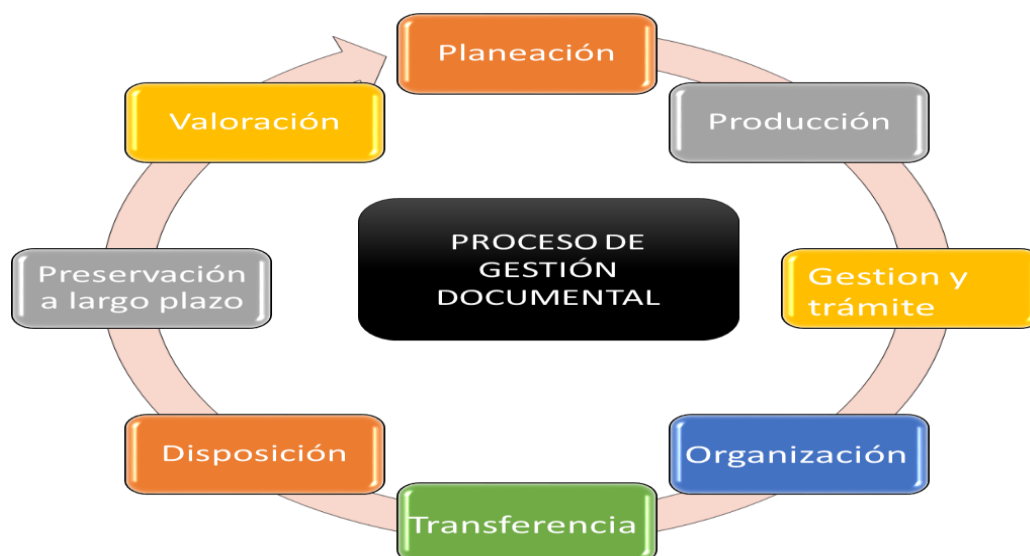 Planeación
Producción
Gestion y
trámite
Organización
Transferencia
Disposición
Preservación
a largo plazo
Valoración
PROCESO DE
GESTIÓN
DOCUMENTAL